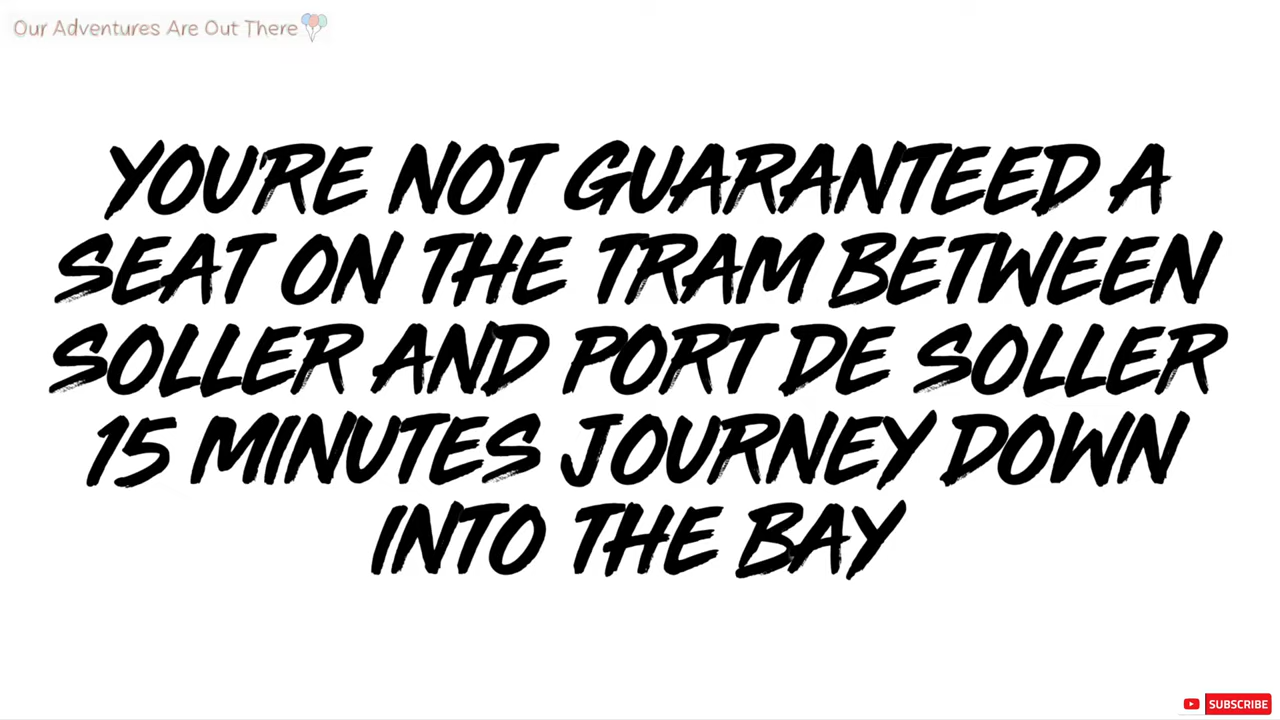 Our Adventures Are Out There
YOU'RE NOT GUARANTEED A
SEAT ON THE TRAM BETWEEN
SOLLER AND PORT DE SOLLER
15 MINUTES JOURNEY DOWN
INTO THE BAY
SUBSCRIBE